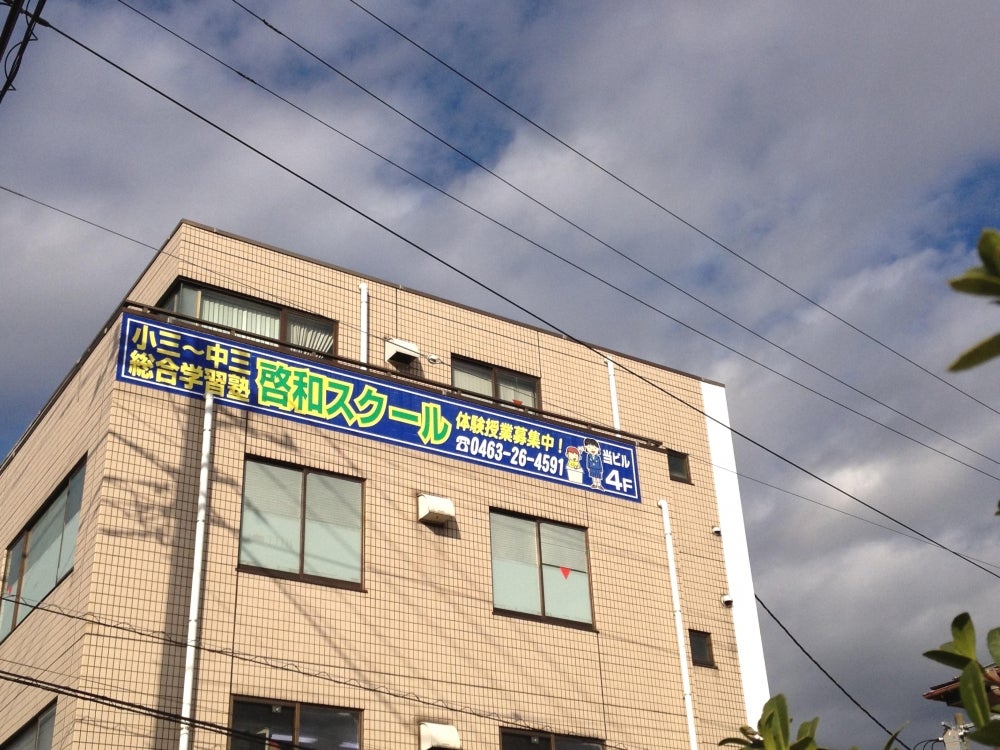 小三〜中三
総合学習塾
啓和スクール
体験授業募集中！
☎0463-26-4591
当ビル
4F